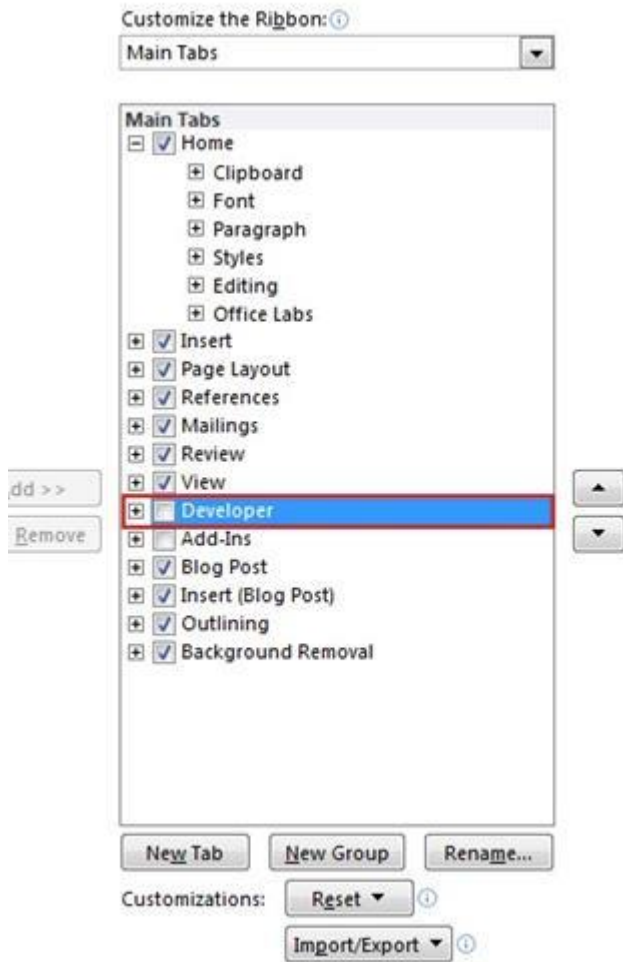 Customize the Ribbon:
Main Tabs
Main Tabs
Home
Clipboard
Font
Paragraph
Styles
Editing
Office Labs
Insert
Page Layout
References
Mailings
Review
View
dd >>
Developer
Remove
Add-Ins
Blog Post
Insert (Blog Post)
Outlining
Background Removal
New Tab New Group Rename...
Customizations: Reset
Import/Export